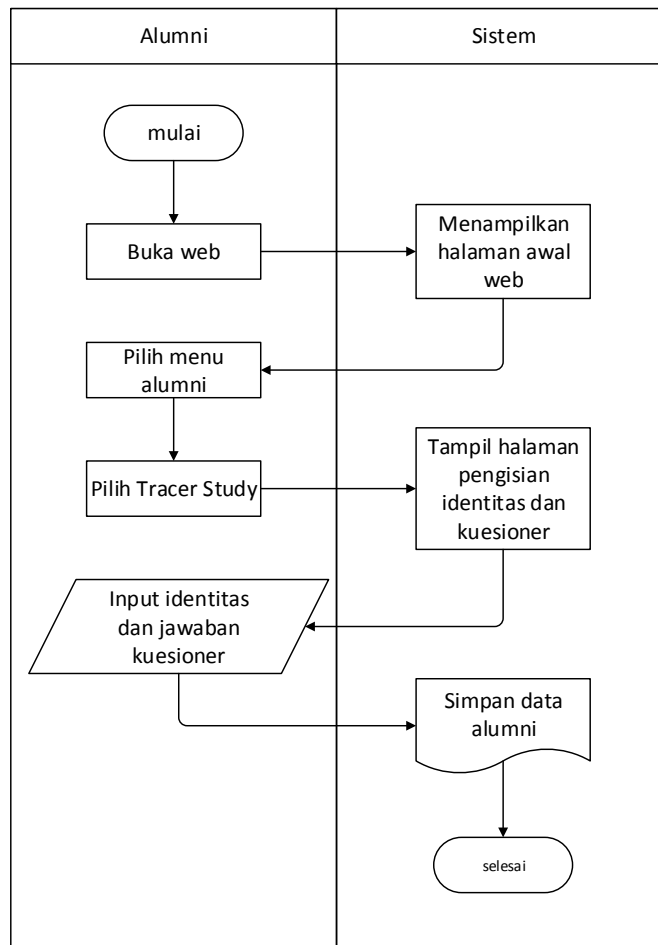 Alumni
Sistem
mulai
Buka web
Menampilkan
halaman awal
web
Pilih menu
alumni
Pilih Tracer Study
Tampil halaman
pengisian
identitas dan
kuesioner
Input identitas
dan jawaban
kuesioner
Simpan data
alumni
selesai